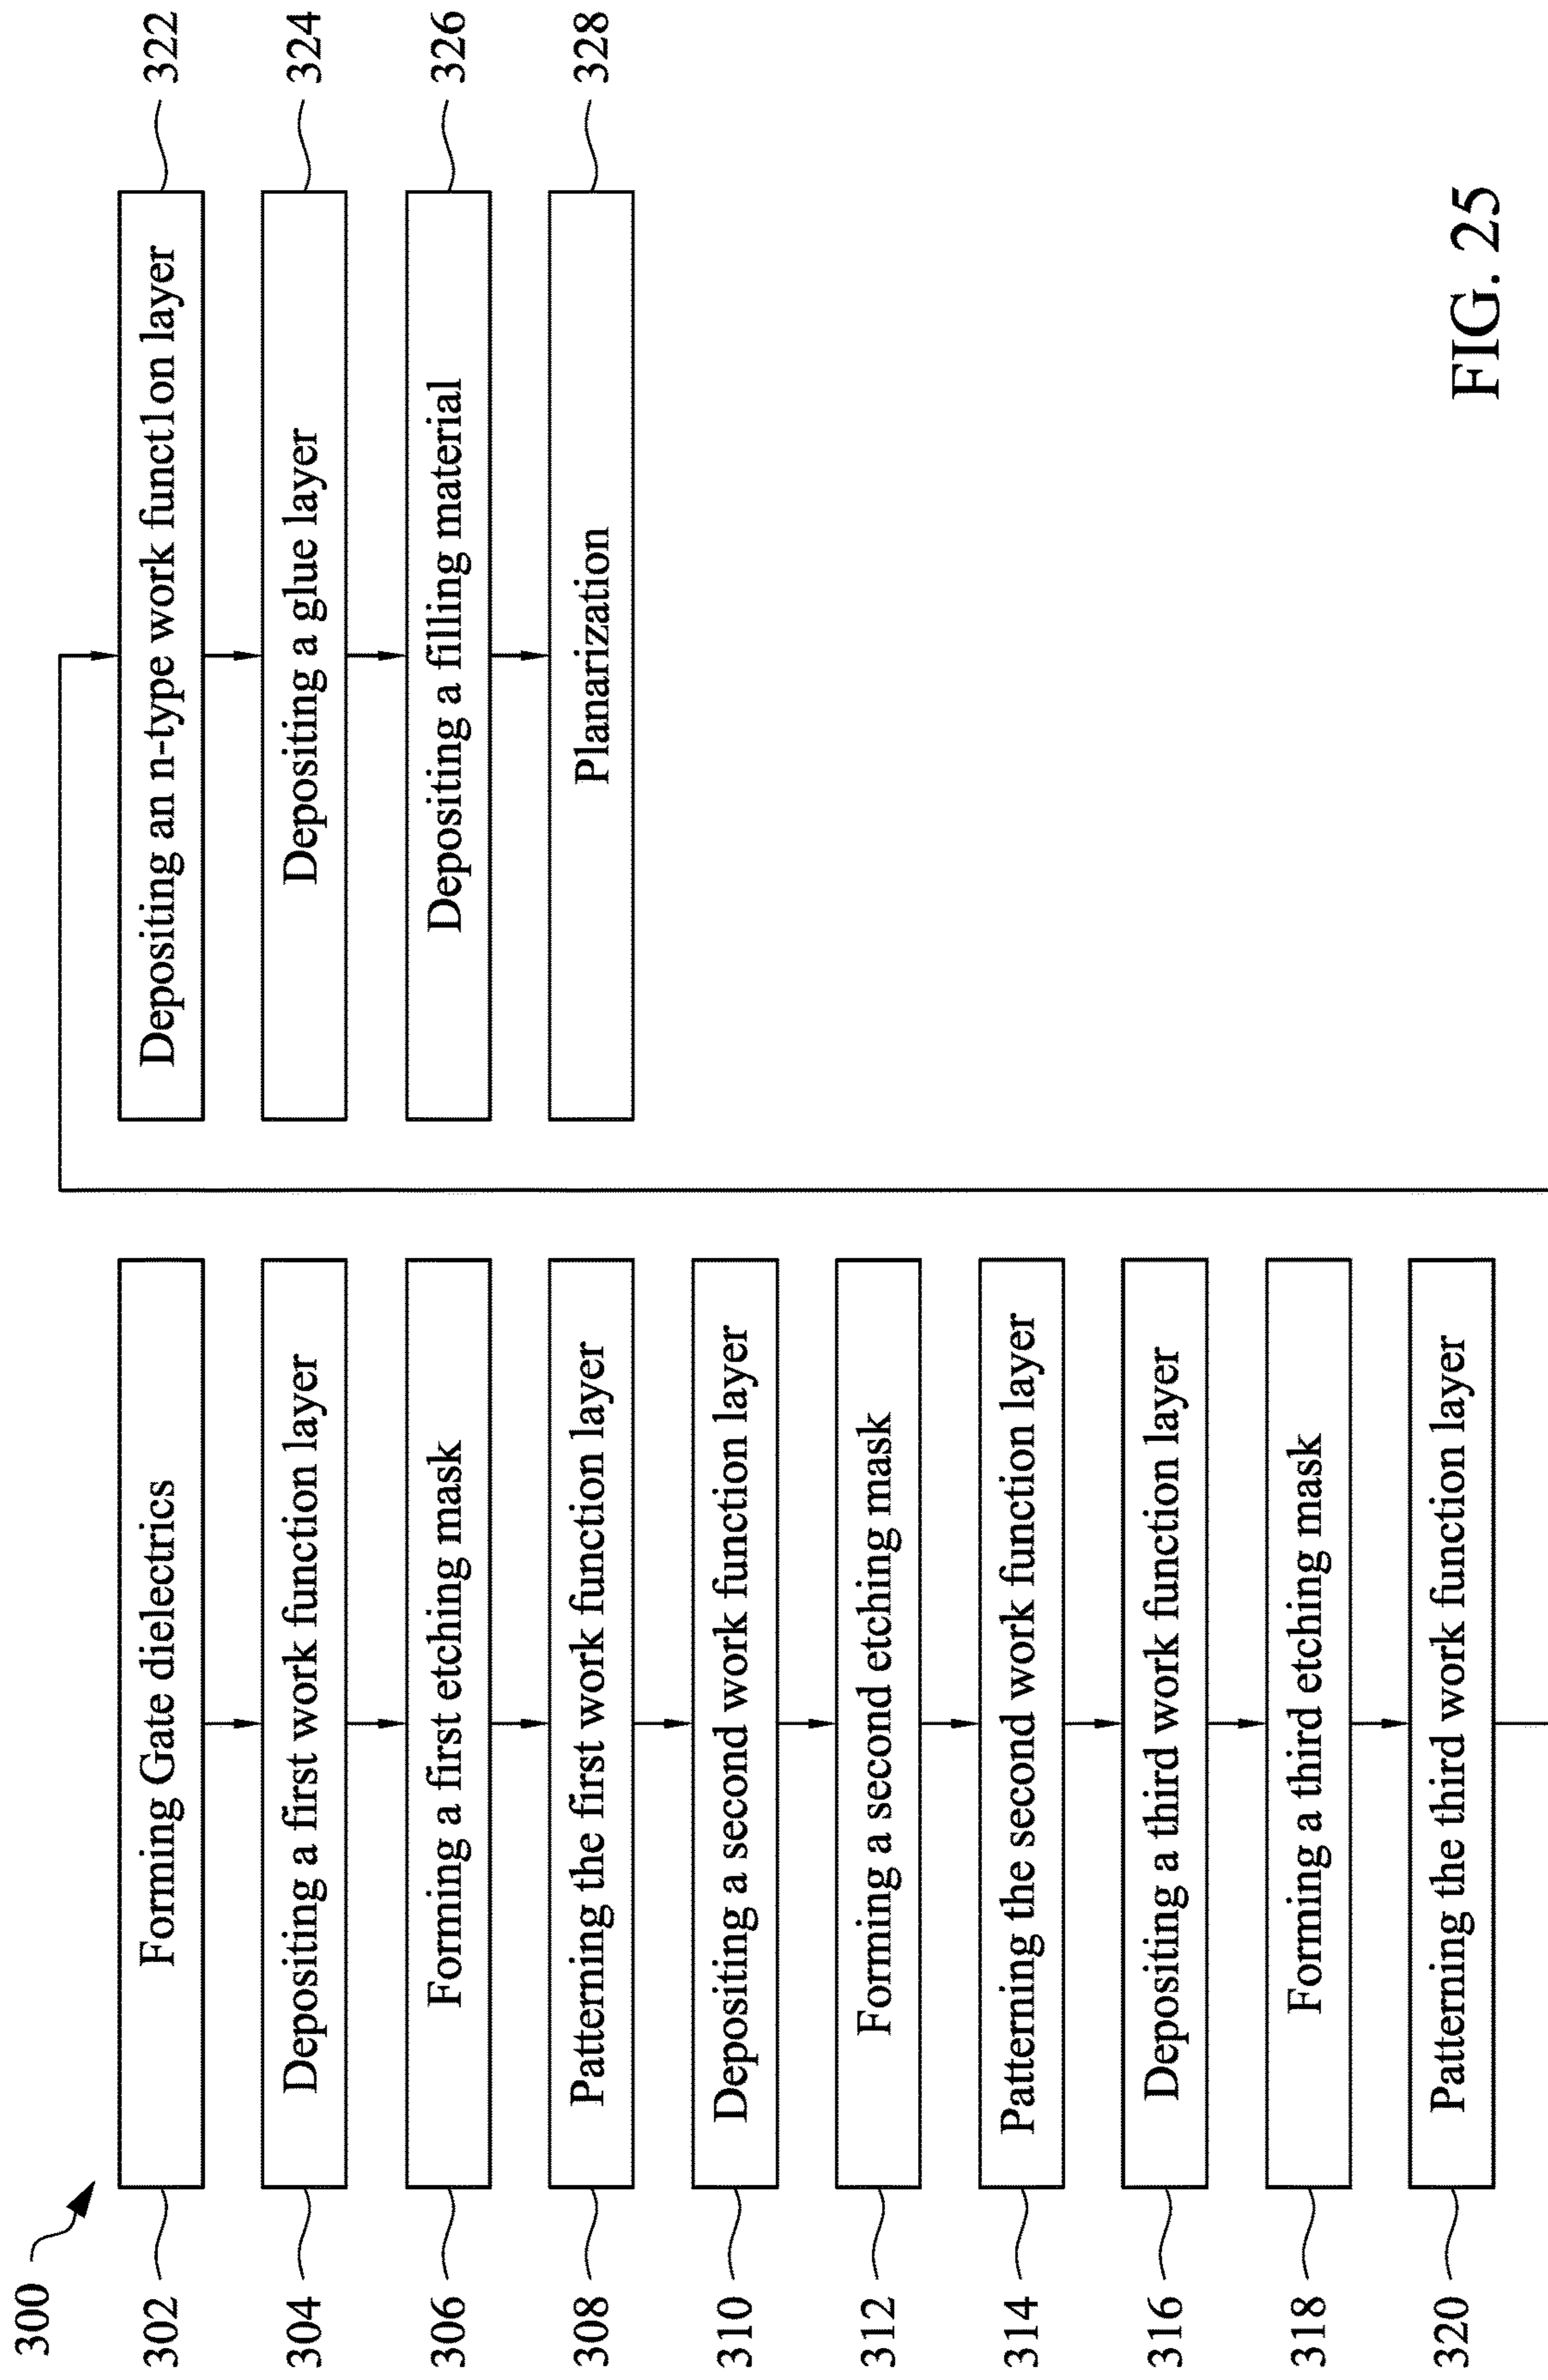 300
302
Forming Gate dielectrics
304
Depositing a first work function layer
306
Forming a first etching mask
308
Patterning the first work function layer
310
Depositing a second work function layer
312
Forming a second etching mask
314
Patterning the second work function layer
316
Depositing a third work function layer
318
Forming a third etching mask
320
Patterning the third work function layer
Depositing an n-type work function layer
322
Depositing a glue layer
324
Depositing a filling material
326
Planarization
328
FIG. 25